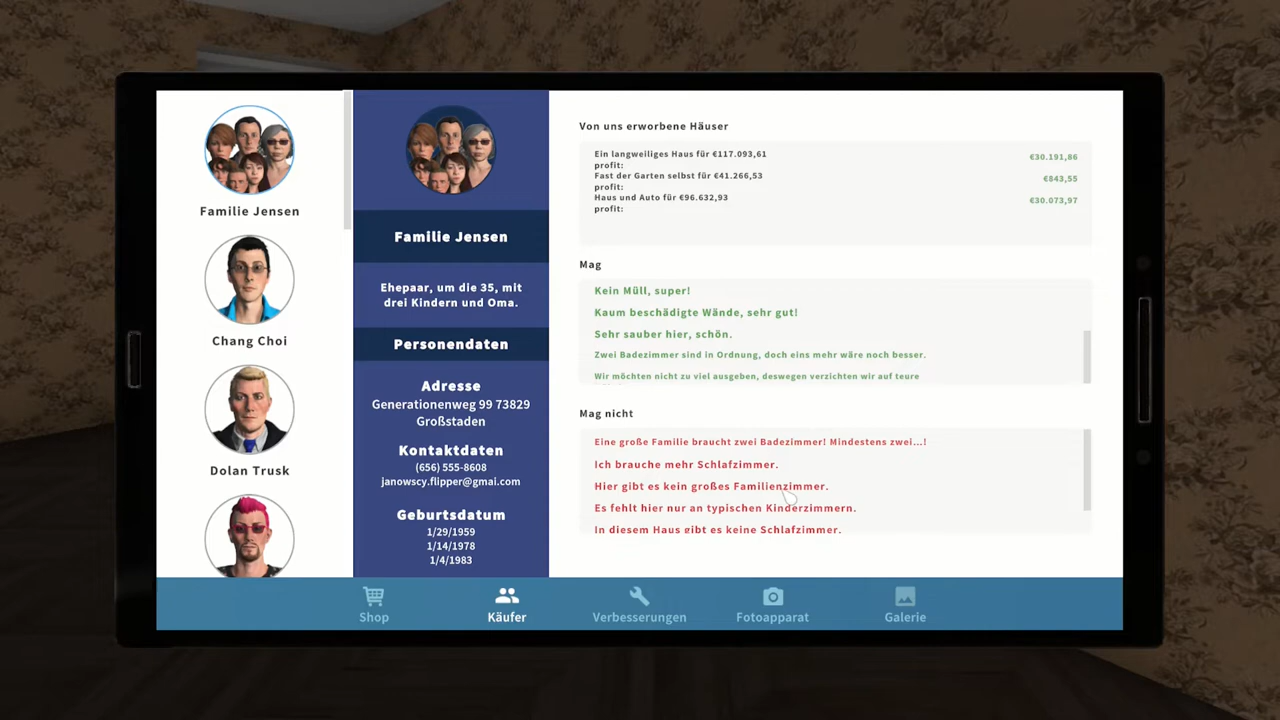 Familie Jensen
Chang Choi
Dolan Trusk
Familie Jensen
Ehepaar, um die 35, mit
drei Kindern und Oma.
Personendaten
Adresse
Generationenweg 99 73829
Großstaden
Kontaktdaten
(656) 555-8608
janowscy.flipper@gmai.com
Geburtsdatum
1/29/1959
1/14/1978
1/4/1983
Von uns erworbene Häuser
Ein langweiliges Haus für €117.093,61
profit: €30.191,86
Fast der Garten selbst für €41.266,53
profit: €843,55
Haus und Auto für €96.632,93
profit: €30.073,97
Mag
Kein Müll, super!
Kaum beschädigte Wände, sehr gut!
Sehr sauber hier, schön.
Zwei Badezimmer sind in Ordnung, doch eins mehr wäre noch besser.
Wir möchten nicht zu viel ausgeben, deswegen verzichten wir auf teure
Mag nicht
Eine große Familie braucht zwei Badezimmer! Mindestens zwei...!
Ich brauche mehr Schlafzimmer.
Hier gibt es kein großes Familienzimmer.
Es fehlt hier nur an typischen Kinderzimmern.
In diesem Haus gibt es keine Schlafzimmer.
Shop
Käufer
Verbesserungen
Fotoapparat
Galerie